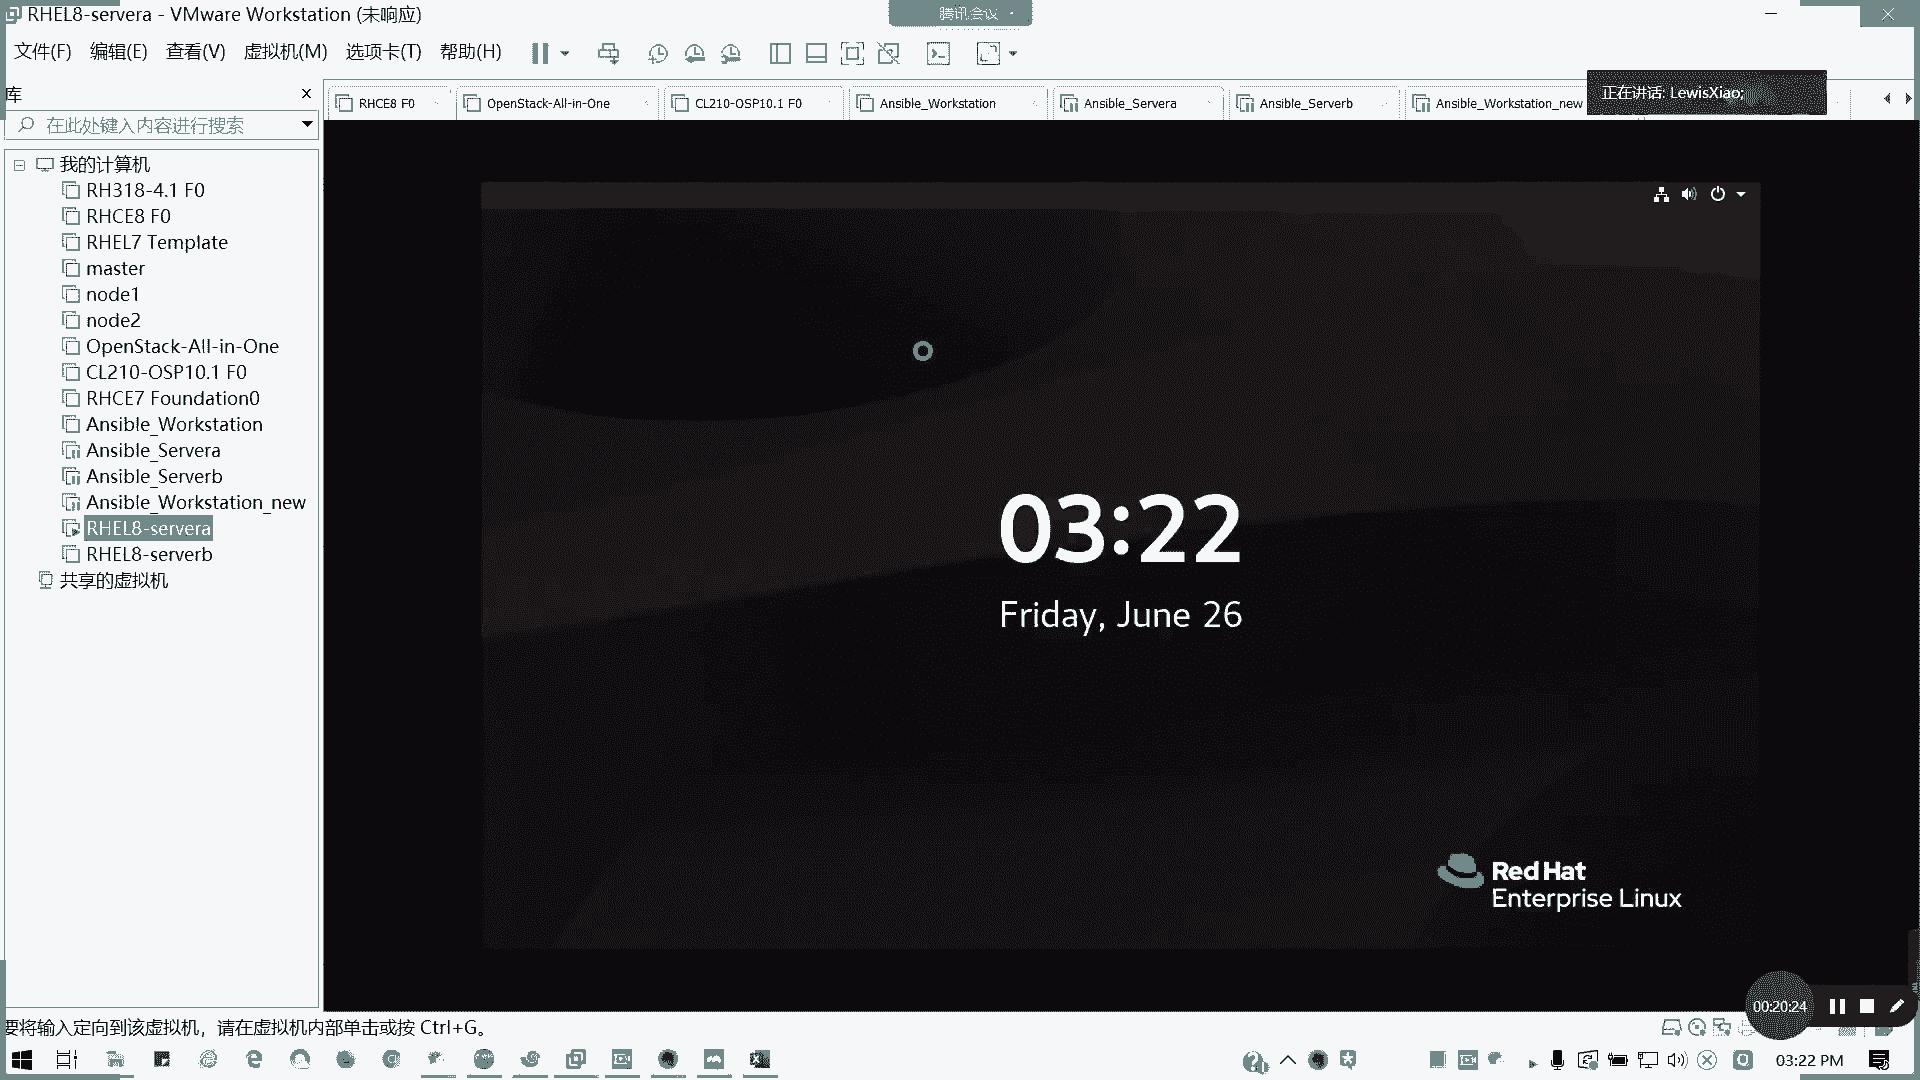 RHEL8-servera - VMware Workstation (未响应)
腾讯会议
文件(F) 编辑(E) 查看(V) 虚拟机(M) 选项卡(T) 帮助(H)
库
RHCE8 F0
OpenStack-All-in-One
CL210-OSP10.1 F0
Ansible_Workstation
Ansible_Servera
Ansible_Serverb
Ansible_Workstation_new
正在讲话: LewisXiao;
在此处键入内容进行搜索
我的计算机
RH318-4.1 F0
RHCE8 F0
RHEL7 Template
master
node1
node2
OpenStack-All-in-One
CL210-OSP10.1 F0
RHCE7 Foundation0
Ansible_Workstation
Ansible_Servera
Ansible_Serverb
Ansible_Workstation_new
RHEL8-servera
RHEL8-serverb
共享的虚拟机
03:22
Friday, June 26
Red Hat
Enterprise Linux
00:20:24
要将输入定向到该虚拟机，请在虚拟机内部单击或按 Ctrl+G。
03:22 PM